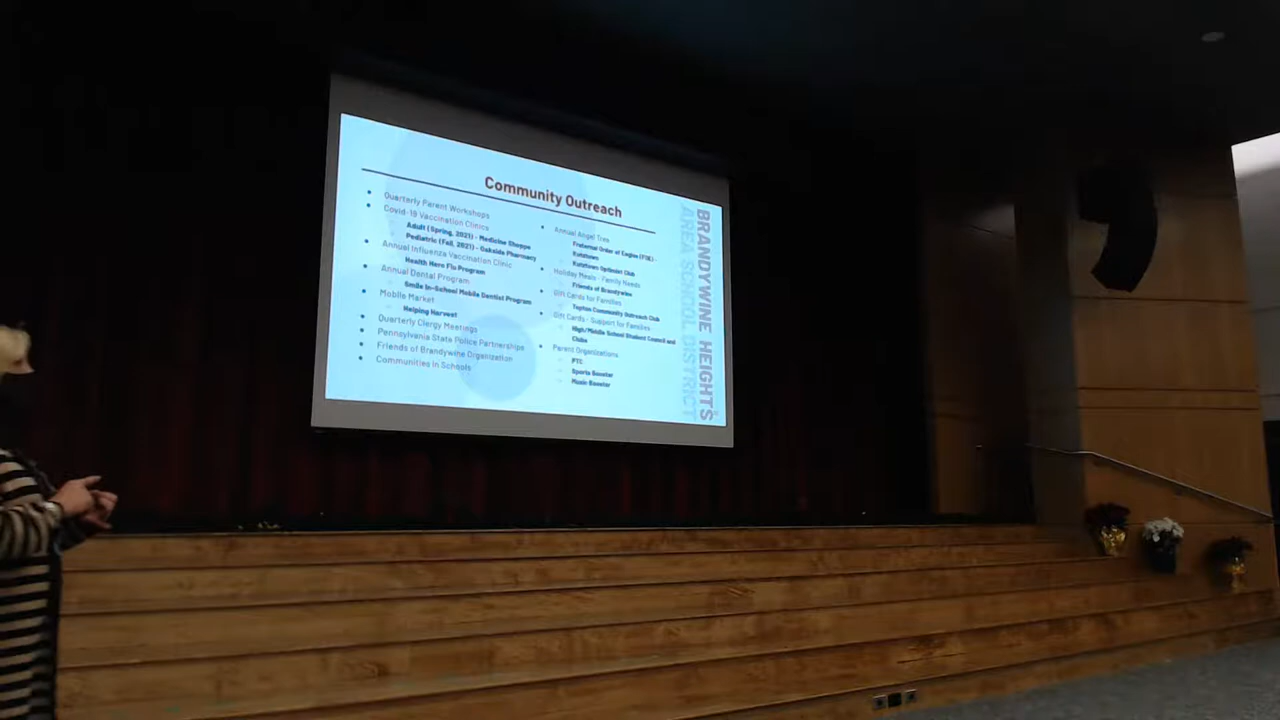 Community Outreach
Quarterly Parent Workshops
Covid-19 Vaccination Clinics
Adult (Spring, 2021) - Medicine Shoppe
Pediatric (Fall, 2021) - Oakside Pharmacy
Annual Influenza Vaccination Clinic
Health Hero Flu Program
Annual Dental Program
Smile In-School Mobile Dentist Program
Mobile Market
Helping Harvest
Quarterly Clergy Meetings
Pennsylvania State Police Partnerships
Friends of Brandywine Organization
Communities In Schools
Annual Angel Tree
Fraternal Order of Eagles (FOE) -
Kutztown
Kutztown Optimist Club
Holiday Meals - Family Needs
Friends of Brandywine
Gift Cards for Families
Topton Community Outreach Club
Gift Cards - Support for Families
High/Middle School Student Council and
Clubs
Parent Organizations
PTC
Sports Booster
Music Booster
BRANDYWINE HEIGHTS
AREA SCHOOL DISTRICT